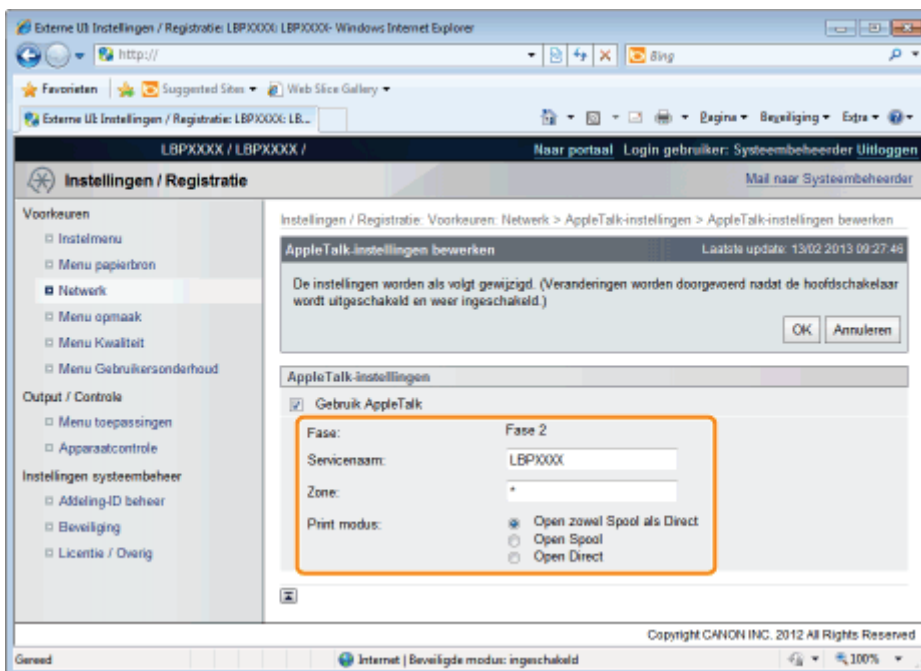 Externe UI: Instellingen / Registratie: LBPXXXX: LBPXXXX- Windows Internet Explorer
http://
Bing
Favorieten Suggested Sites Web Slice Gallery
Externe UI: Instellingen / Registratie: LBPXXXX: LB...
Pagina Beveiliging Extra
LBPXXXX / LBPXXXX /
Naar portaal Login gebruiker: Systeembeheerder Uitloggen
Instellingen / Registratie
Mail naar Systeembeheerder
Voorkeuren
Instelmenu
Menu papierbron
Netwerk
Menu opmaak
Menu Kwaliteit
Menu Gebruikersonderhoud
Output / Controle
Menu toepassingen
Apparaatcontrole
Instellingen systeembeheer
Afdeling-ID beheer
Beveiliging
Licentie / Overig
Instellingen / Registratie: Voorkeuren: Netwerk > AppleTalk-instellingen > AppleTalk-instellingen bewerken
AppleTalk-instellingen bewerken
Laatste update: 13/02 2013 09:27:46
De instellingen worden als volgt gewijzigd. (Veranderingen worden doorgevoerd nadat de hoofdschakelaar
wordt uitgeschakeld en weer ingeschakeld.)
OK Annuleren
AppleTalk-instellingen
Gebruik AppleTalk
Fase: Fase 2
Servicenaam: LBPXXXX
Zone: *
Print modus: Open zowel Spool als Direct
Open Spool
Open Direct
Copyright CANON INC. 2012 All Rights Reserved
Gereed
Internet | Beveiligde modus: ingeschakeld
100%